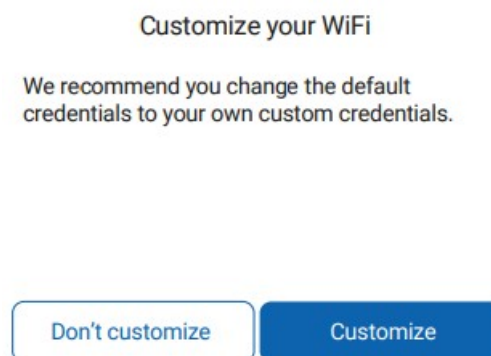 Customize your WiFi
We recommend you change the default
credentials to your own custom credentials.
Don't customize
Customize